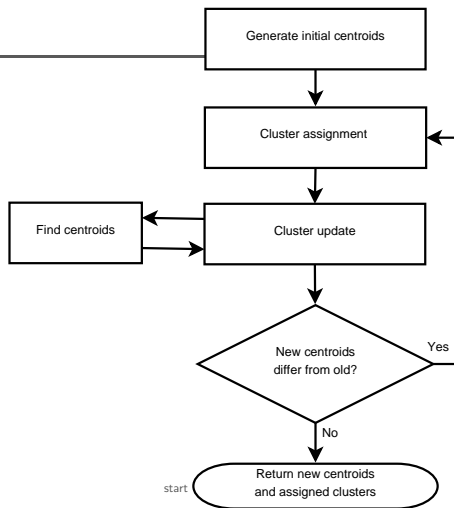 Generate initial centroids
Cluster assignment
Find centroids
Cluster update
New centroids
differ from old?
Yes
No
start
Return new centroids
and assigned clusters